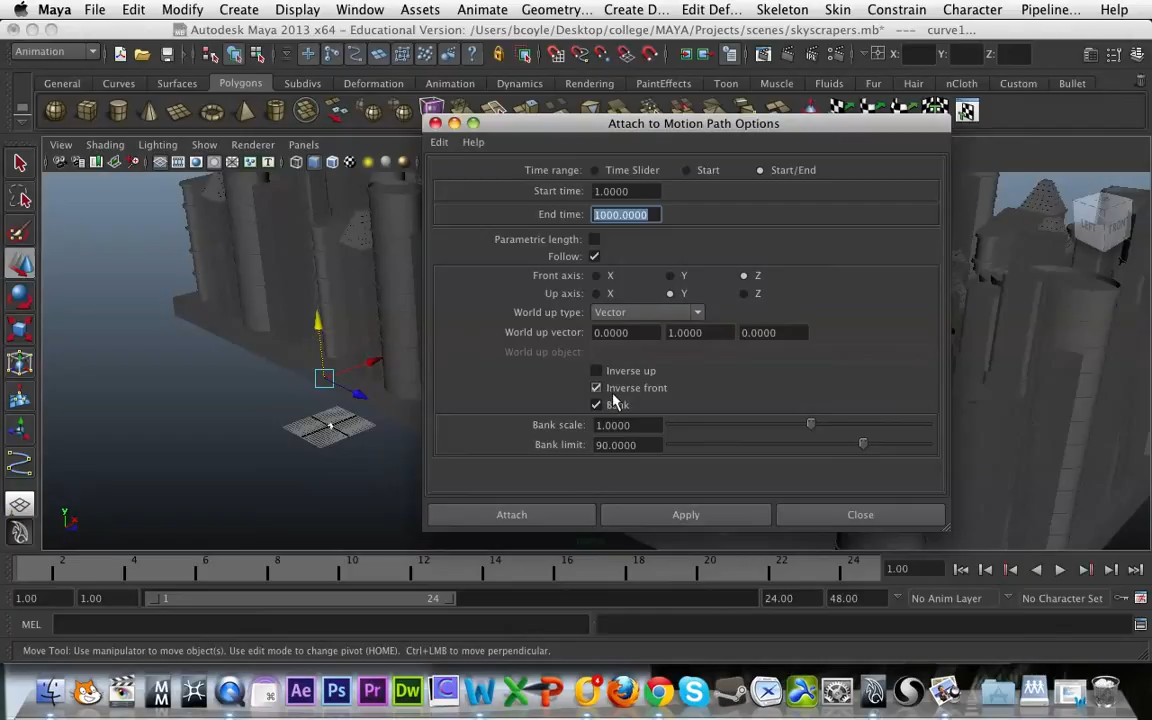 Maya File Edit Modify Create Display Window Assets Animate Geometry... Create D... Edit Def... Skeleton Skin Constrain Character Pipeline... Help
Autodesk Maya 2013 x64 - Educational Version: /Users/bcoyle/Desktop/college/MAYA/Projects/scenes/skyscrapers.mb* --- curve1...
Animation X: Y: Z:
General Curves Surfaces Polygons Subdivs Deformation Animation Dynamics Rendering PaintEffects Toon Muscle Fluids Fur Hair nCloth Custom Bullet
Attach to Motion Path Options
Edit Help
View Shading Lighting Show Renderer Panels
Time range: Time Slider Start Start/End
Start time: 1.0000
End time: 1000.0000
LEFT FRONT
Parametric length:
Follow:
Front axis: X Y Z
Up axis: X Y Z
World up type: Vector
World up vector: 0.0000 1.0000 0.0000
World up object:
Inverse up
Inverse front
Bank
Bank scale: 1.0000
Bank limit: 90.0000
Attach Apply Close
y
2 4 6 8 10 12 14 16 18 20 22 24 1.00
1.00 1.00 1 24 24.00 48.00 No Anim Layer No Character Set
MEL
Move Tool: Use manipulator to move object(s). Use edit mode to change pivot (HOME). Ctrl+LMB to move perpendicular.
Ae Ps Pr Dw 4